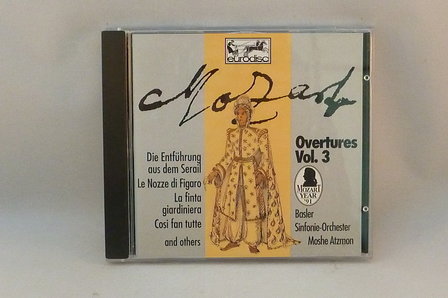 eurodisc
Mozart
Overtures
Vol. 3
Die Entführung
aus dem Serail
Le Nozze di Figaro
La finta
giardiniera
Cosi fan tutte
and others
MOZART
YEAR
'91
Basler
Sinfonie-Orchester
Moshe Atzmon